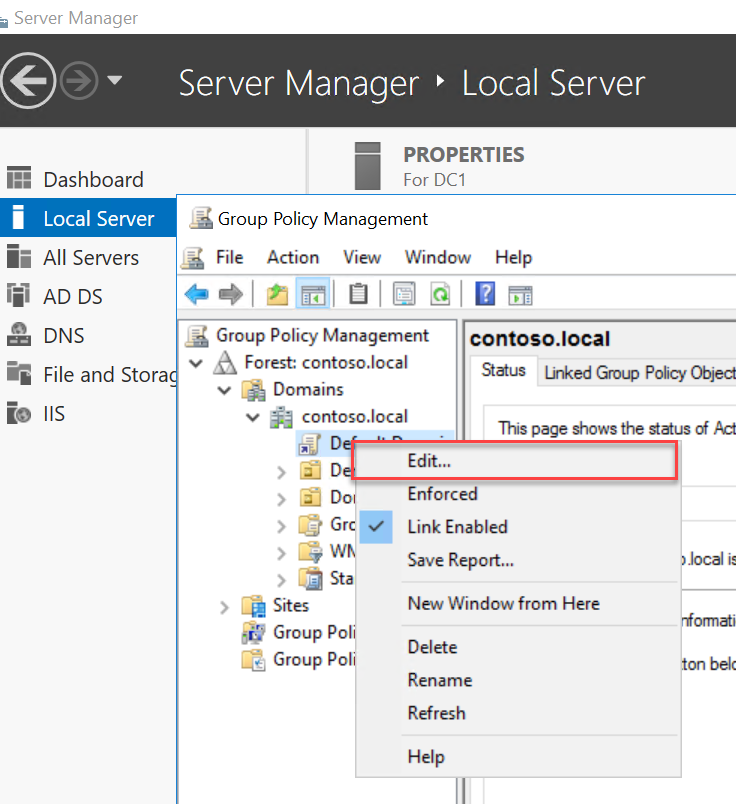 Server Manager
Server Manager ‣ Local Server
Dashboard
Local Server
All Servers
AD DS
DNS
File and Storag
IIS
PROPERTIES
For DC1
Group Policy Management
File Action View Window Help
Group Policy Management
Forest: contoso.local
Domains
contoso.local
Default Domain
De
Do
Gro
WM
Sta
Sites
Group Poli
Group Poli
contoso.local
Status
Linked Group Policy Object
This page shows the status of Act
.local is
nformati
ton belo
Edit...
Enforced
Link Enabled
Save Report...
New Window from Here
Delete
Rename
Refresh
Help